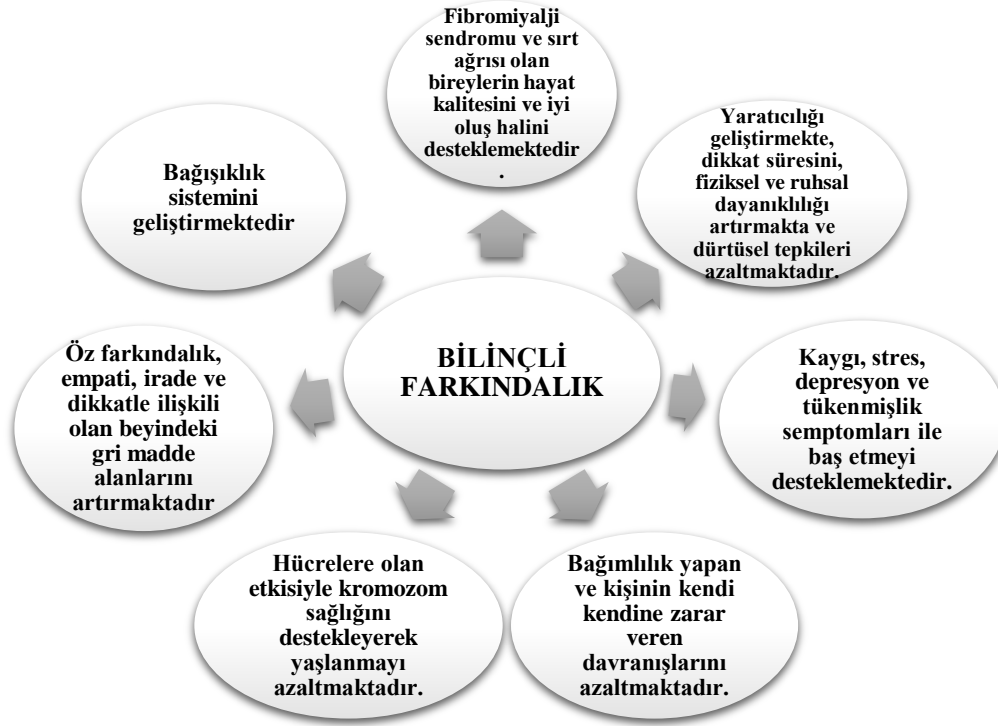 Fibromiyalji
sendromu ve sırt
ağrısı olan
bireylerin hayat
kalitesini ve iyi
oluş halini
desteklemektedir
.
Yaratıcılığı
geliştirmekte,
dikkat süresini,
fiziksel ve ruhsal
dayanıklılığı
artırmakta ve
dürtüsel tepkileri
azaltmaktadır.
Kaygı, stres,
depresyon ve
tükenmişlik
semptomları ile
baş etmeyi
desteklemektedir.
Bağımlılık yapan
ve kişinin kendi
kendine zarar
veren
davranışlarını
azaltmaktadır.
Hücrelere olan
etkisiyle kromozom
sağlığını
destekleyerek
yaşlanmayı
azaltmaktadır.
Öz farkındalık,
empati, irade ve
dikkatle ilişkili
olan beyindeki
gri madde
alanlarını
artırmaktadır
Bağışıklık
sistemini
geliştirmektedir
BİLİNÇLİ
FARKINDALIK